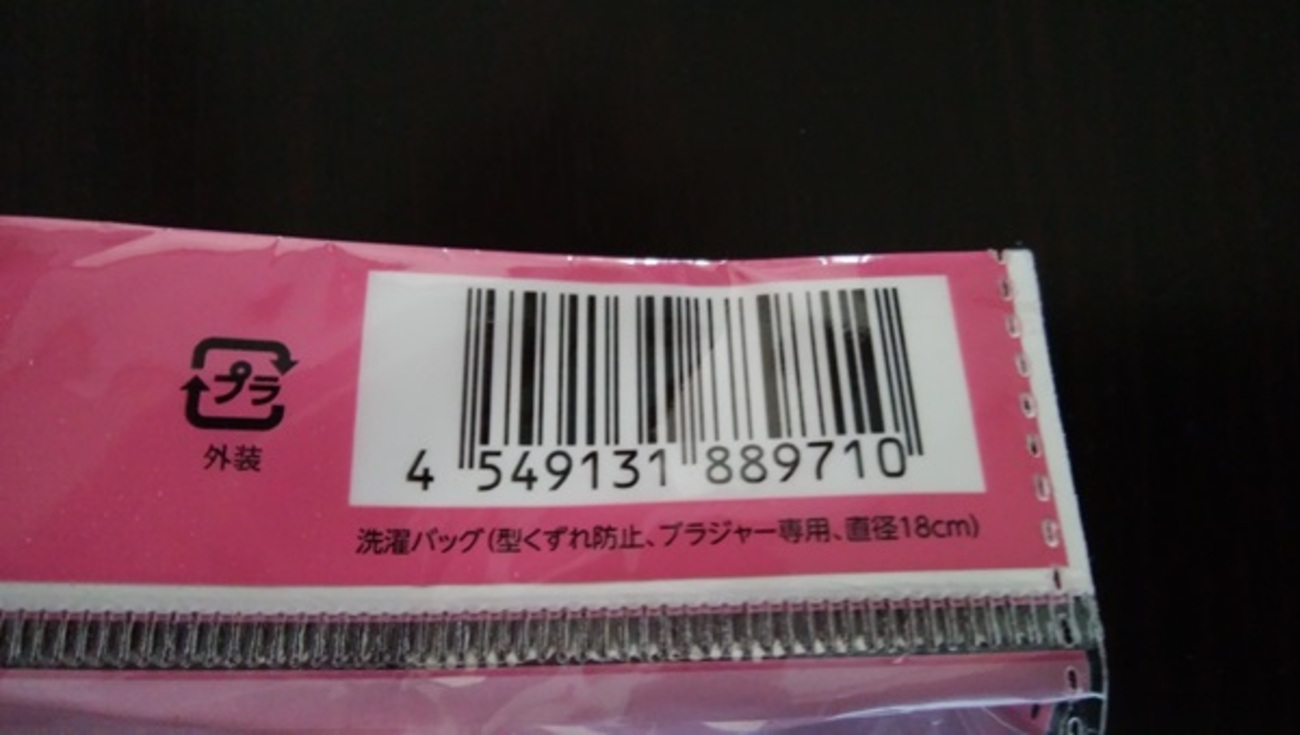 プラ
外装
4 549131 889710
洗濯バッグ(型くずれ防止、ブラジャー専用、直径18cm)